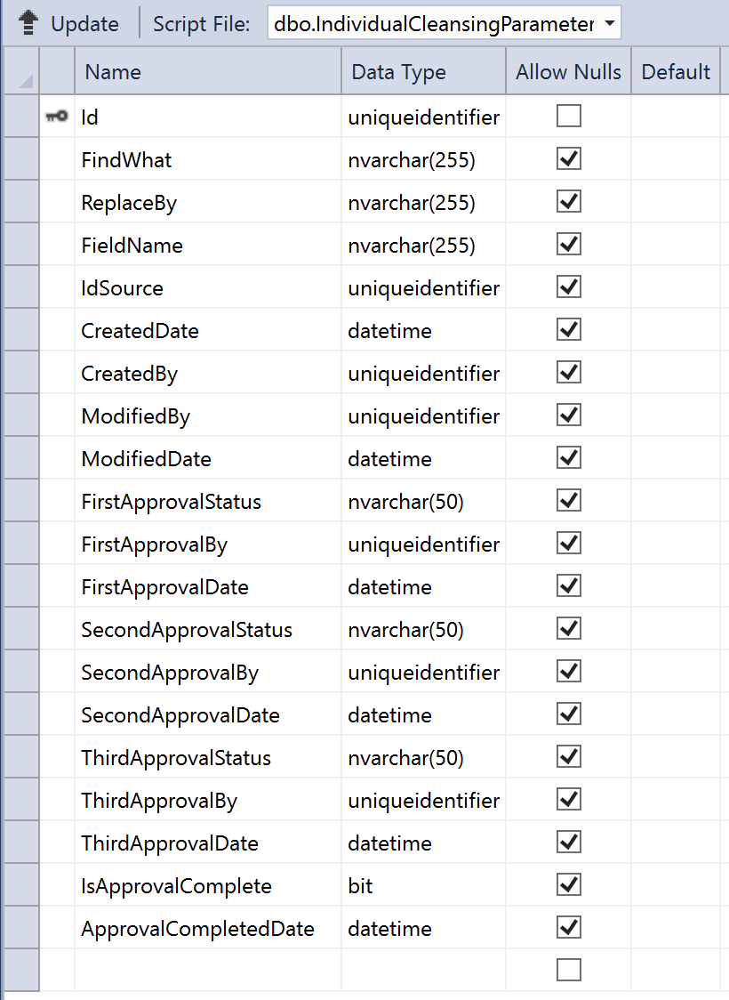 Update Script File: dbo.IndividualCleansingParameter
Name Data Type Allow Nulls Default
Id uniqueidentifier
FindWhat nvarchar(255)
ReplaceBy nvarchar(255)
FieldName nvarchar(255)
IdSource uniqueidentifier
CreatedDate datetime
CreatedBy uniqueidentifier
ModifiedBy uniqueidentifier
ModifiedDate datetime
FirstApprovalStatus nvarchar(50)
FirstApprovalBy uniqueidentifier
FirstApprovalDate datetime
SecondApprovalStatus nvarchar(50)
SecondApprovalBy uniqueidentifier
SecondApprovalDate datetime
ThirdApprovalStatus nvarchar(50)
ThirdApprovalBy uniqueidentifier
ThirdApprovalDate datetime
IsApprovalComplete bit
ApprovalCompletedDate datetime